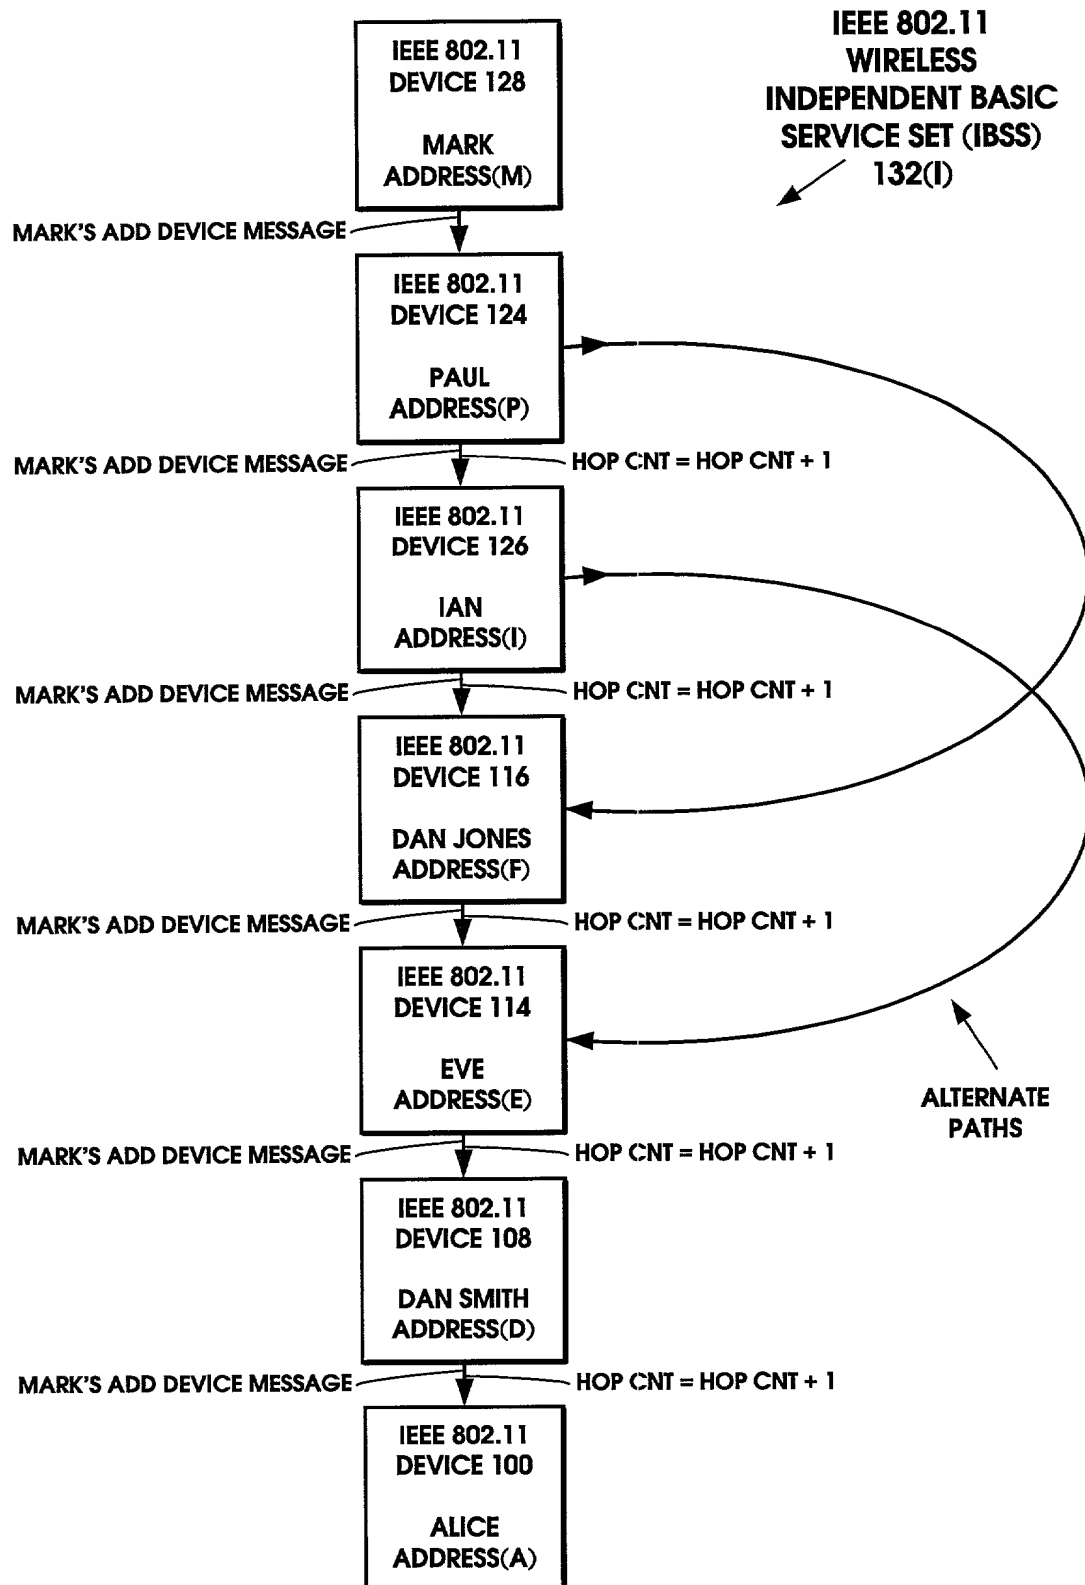 IEEE 802.11
DEVICE 128
MARK
ADDRESS(M)
IEEE 802.11
WIRELESS
INDEPENDENT BASIC
SERVICE SET (IBSS)
132(I)
MARK'S ADD DEVICE MESSAGE
IEEE 802.11
DEVICE 124
PAUL
ADDRESS(P)
MARK'S ADD DEVICE MESSAGE
HOP CNT = HOP CNT + 1
IEEE 802.11
DEVICE 126
IAN
ADDRESS(I)
MARK'S ADD DEVICE MESSAGE
HOP CNT = HOP CNT + 1
IEEE 802.11
DEVICE 116
DAN JONES
ADDRESS(F)
MARK'S ADD DEVICE MESSAGE
HOP CNT = HOP CNT + 1
IEEE 802.11
DEVICE 114
EVE
ADDRESS(E)
ALTERNATE
PATHS
MARK'S ADD DEVICE MESSAGE
HOP CNT = HOP CNT + 1
IEEE 802.11
DEVICE 108
DAN SMITH
ADDRESS(D)
MARK'S ADD DEVICE MESSAGE
HOP CNT = HOP CNT + 1
IEEE 802.11
DEVICE 100
ALICE
ADDRESS(A)